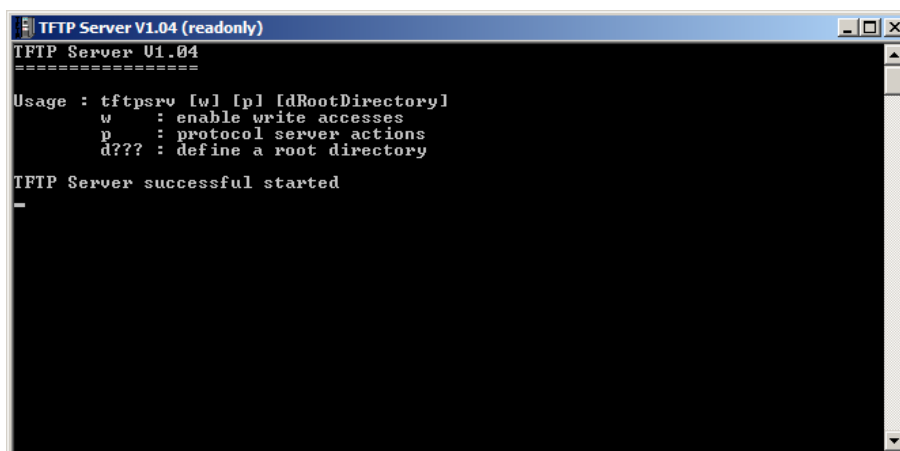 TFTP Server V1.04 (readonly)
TFTP Server V1.04
=================
Usage : tftpsrv [w] [p] [dRootDirectory]
w : enable write accesses
p : protocol server actions
d??? : define a root directory
TFTP Server successful started